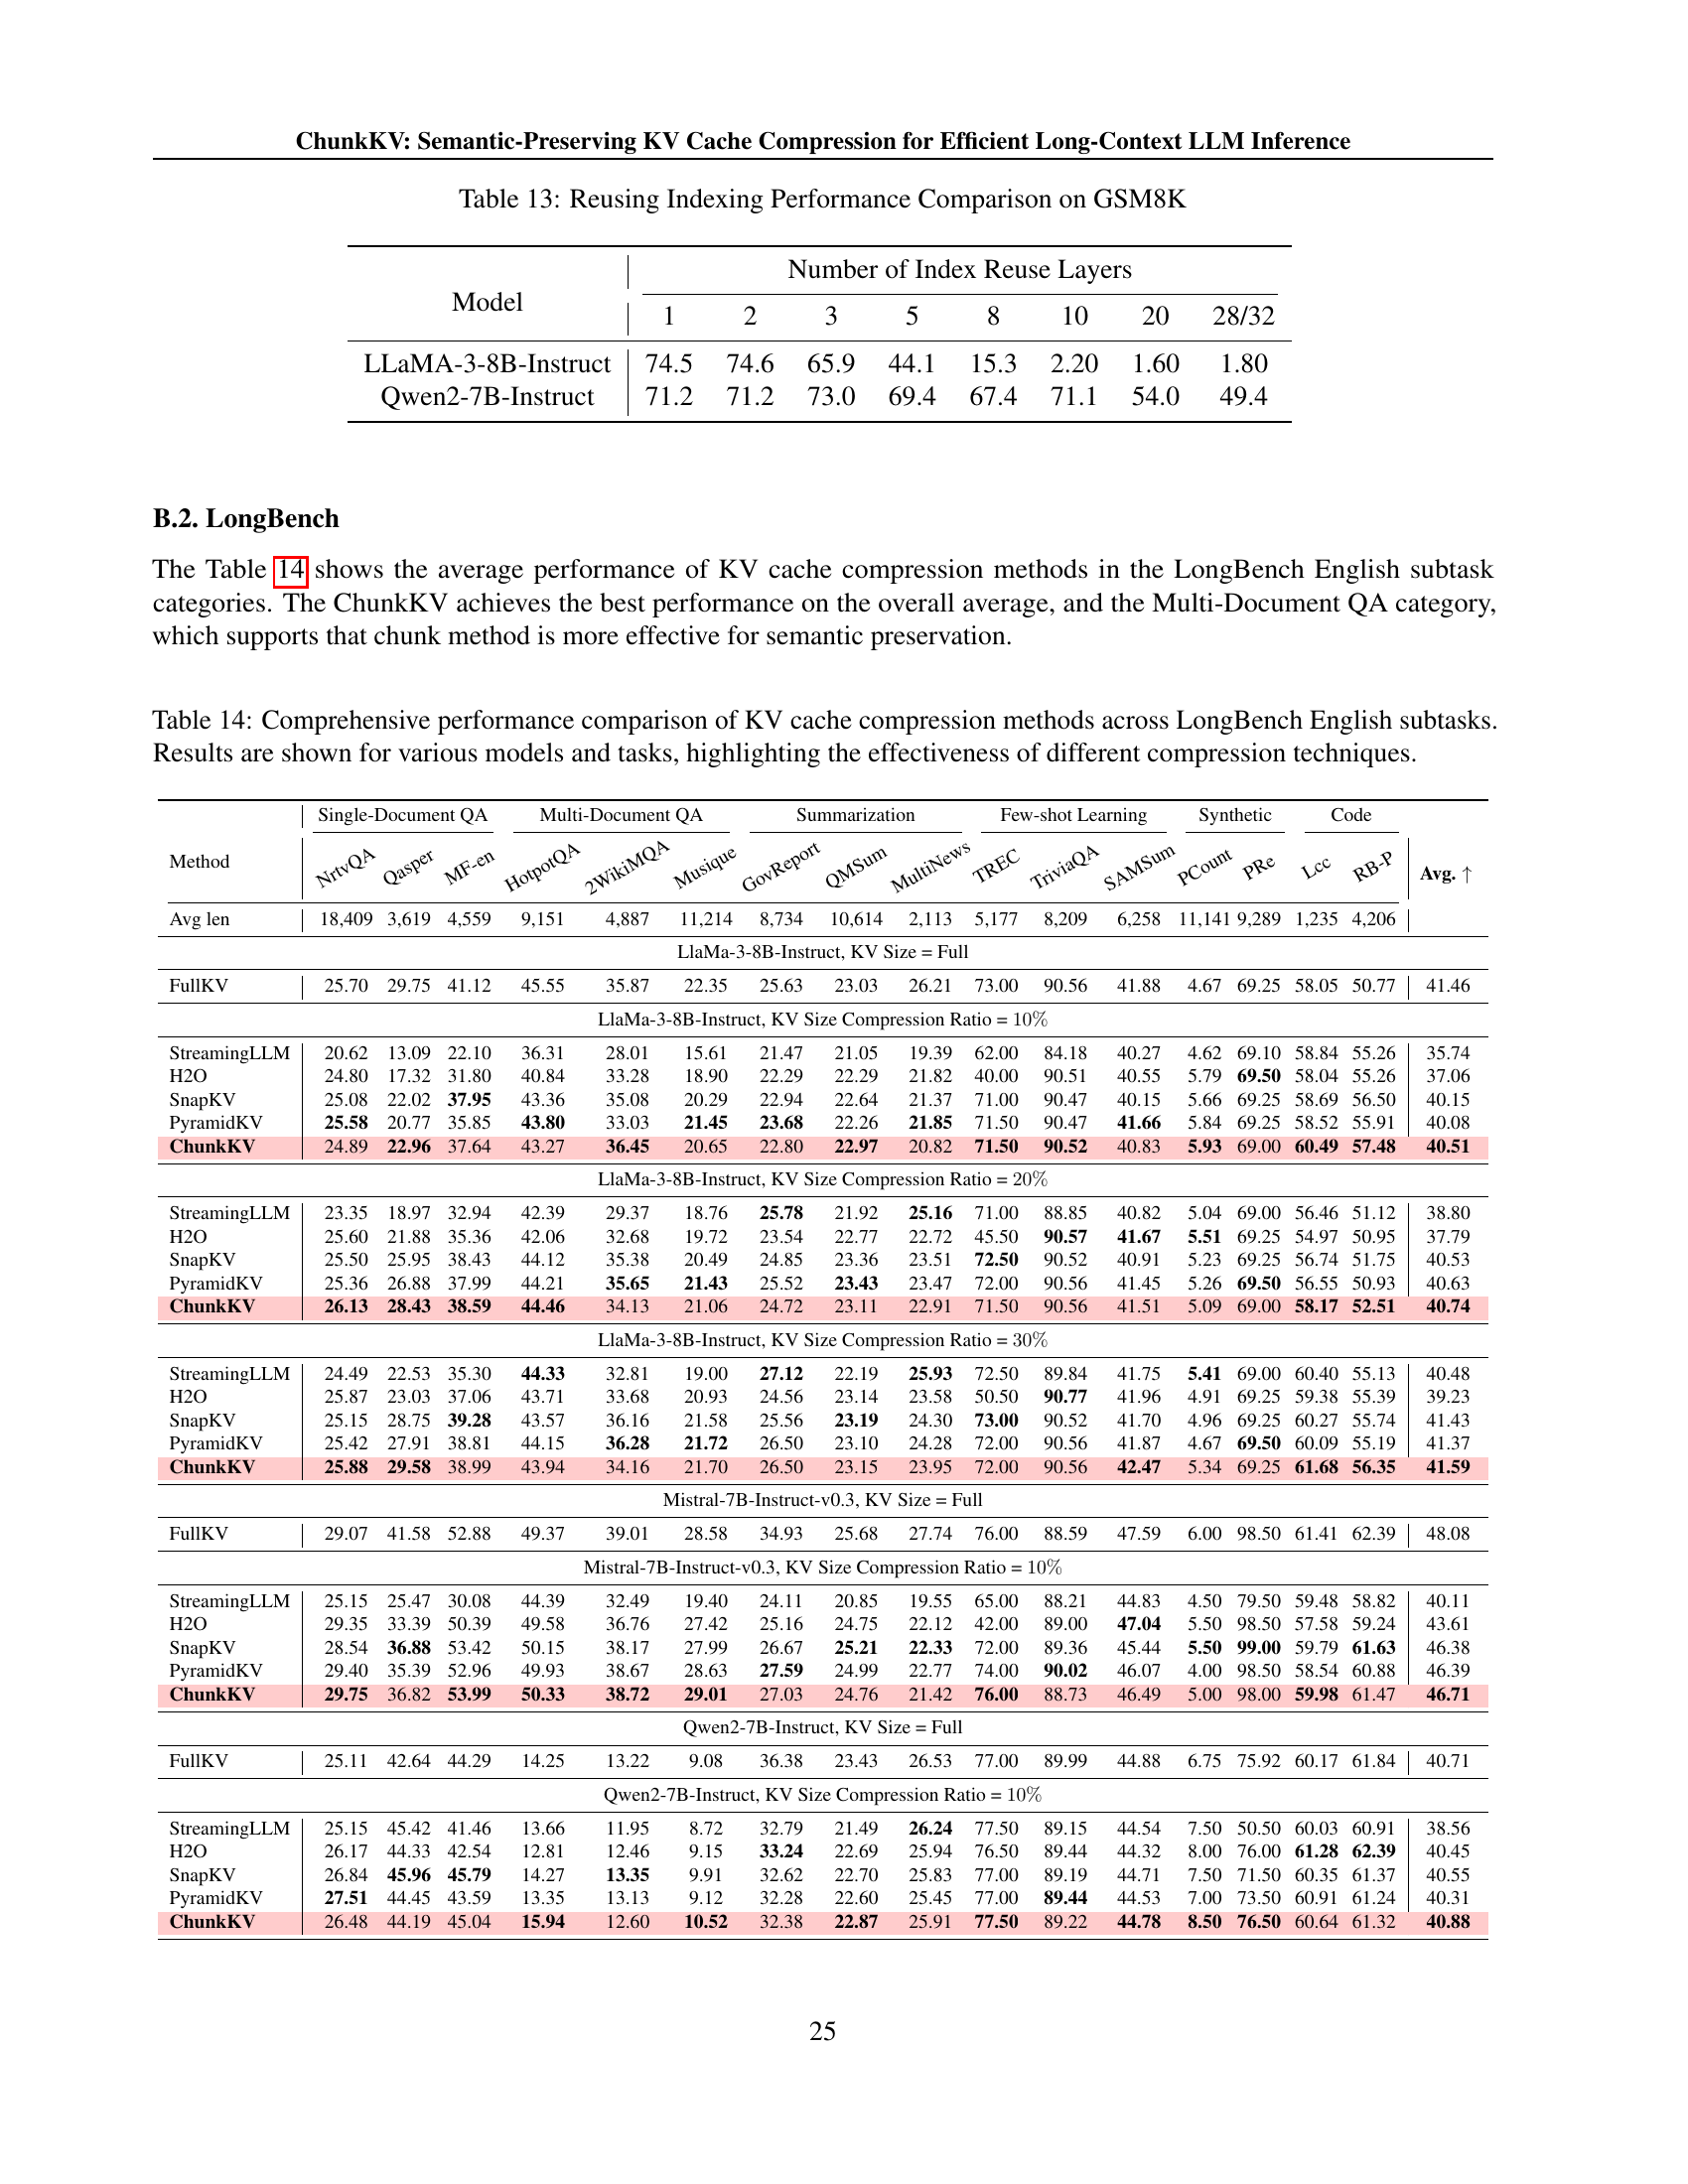 ChunkKV: Semantic-Preserving KV Cache Compression for Efficient Long-Context LLM Inference
Table 13: Reusing Indexing Performance Comparison on GSM8K
Model Number of Index Reuse Layers
1 2 3 5 8 10 20 28/32
LLaMA-3-8B-Instruct 74.5 74.6 65.9 44.1 15.3 2.20 1.60 1.80
Qwen2-7B-Instruct 71.2 71.2 73.0 69.4 67.4 71.1 54.0 49.4
B.2. LongBench
The Table 14 shows the average performance of KV cache compression methods in the LongBench English subtask
categories. The ChunkKV achieves the best performance on the overall average, and the Multi-Document QA category,
which supports that chunk method is more effective for semantic preservation.
Table 14: Comprehensive performance comparison of KV cache compression methods across LongBench English subtasks.
Results are shown for various models and tasks, highlighting the effectiveness of different compression techniques.
Single-Document QA Multi-Document QA Summarization Few-shot Learning Synthetic Code
Method NrtvQA Qasper MF-en HotpotQA 2WikiMQA Musique GovReport QMSum MultiNews TREC TriviaQA SAMSum PCount PRe Lcc RB-P Avg. ↑
Avg len 18,409 3,619 4,559 9,151 4,887 11,214 8,734 10,614 2,113 5,177 8,209 6,258 11,141 9,289 1,235 4,206
LlaMa-3-8B-Instruct, KV Size = Full
FullKV 25.70 29.75 41.12 45.55 35.87 22.35 25.63 23.03 26.21 73.00 90.56 41.88 4.67 69.25 58.05 50.77 41.46
LlaMa-3-8B-Instruct, KV Size Compression Ratio = 10%
StreamingLLM 20.62 13.09 22.10 36.31 28.01 15.61 21.47 21.05 19.39 62.00 84.18 40.27 4.62 69.10 58.84 55.26 35.74
H2O 24.80 17.32 31.80 40.84 33.28 18.90 22.29 22.29 21.82 40.00 90.51 40.55 5.79 69.50 58.04 55.26 37.06
SnapKV 25.08 22.02 37.95 43.36 35.08 20.29 22.94 22.64 21.37 71.00 90.47 40.15 5.66 69.25 58.69 56.50 40.15
PyramidKV 25.58 20.77 35.85 43.80 33.03 21.45 23.68 22.26 21.85 71.50 90.47 41.66 5.84 69.25 58.52 55.91 40.08
ChunkKV 24.89 22.96 37.64 43.27 36.45 20.65 22.80 22.97 20.82 71.50 90.52 40.83 5.93 69.00 60.49 57.48 40.51
LlaMa-3-8B-Instruct, KV Size Compression Ratio = 20%
StreamingLLM 23.35 18.97 32.94 42.39 29.37 18.76 25.78 21.92 25.16 71.00 88.85 40.82 5.04 69.00 56.46 51.12 38.80
H2O 25.60 21.88 35.36 42.06 32.68 19.72 23.54 22.77 22.72 45.50 90.57 41.67 5.51 69.25 54.97 50.95 37.79
SnapKV 25.50 25.95 38.43 44.12 35.38 20.49 24.85 23.36 23.51 72.50 90.52 40.91 5.23 69.25 56.74 51.75 40.53
PyramidKV 25.36 26.88 37.99 44.21 35.65 21.43 25.52 23.43 23.47 72.00 90.56 41.45 5.26 69.50 56.55 50.93 40.63
ChunkKV 26.13 28.43 38.59 44.46 34.13 21.06 24.72 23.11 22.91 71.50 90.56 41.51 5.09 69.00 58.17 52.51 40.74
LlaMa-3-8B-Instruct, KV Size Compression Ratio = 30%
StreamingLLM 24.49 22.53 35.30 44.33 32.81 19.00 27.12 22.19 25.93 72.50 89.84 41.75 5.41 69.00 60.40 55.13 40.48
H2O 25.87 23.03 37.06 43.71 33.68 20.93 24.56 23.14 23.58 50.50 90.77 41.96 4.91 69.25 59.38 55.39 39.23
SnapKV 25.15 28.75 39.28 43.57 36.16 21.58 25.56 23.19 24.30 73.00 90.52 41.70 4.96 69.25 60.27 55.74 41.43
PyramidKV 25.42 27.91 38.81 44.15 36.28 21.72 26.50 23.10 24.28 72.00 90.56 41.87 4.67 69.50 60.09 55.19 41.37
ChunkKV 25.88 29.58 38.99 43.94 34.16 21.70 26.50 23.15 23.95 72.00 90.56 42.47 5.34 69.25 61.68 56.35 41.59
Mistral-7B-Instruct-v0.3, KV Size = Full
FullKV 29.07 41.58 52.88 49.37 39.01 28.58 34.93 25.68 27.74 76.00 88.59 47.59 6.00 98.50 61.41 62.39 48.08
Mistral-7B-Instruct-v0.3, KV Size Compression Ratio = 10%
StreamingLLM 25.15 25.47 30.08 44.39 32.49 19.40 24.11 20.85 19.55 65.00 88.21 44.83 4.50 79.50 59.48 58.82 40.11
H2O 29.35 33.39 50.39 49.58 36.76 27.42 25.16 24.75 22.12 42.00 89.00 47.04 5.50 98.50 57.58 59.24 43.61
SnapKV 28.54 36.88 53.42 50.15 38.17 27.99 26.67 25.21 22.33 72.00 89.36 45.44 5.50 99.00 59.79 61.63 46.38
PyramidKV 29.40 35.39 52.96 49.93 38.67 28.63 27.59 24.99 22.77 74.00 90.02 46.07 4.00 98.50 58.54 60.88 46.39
ChunkKV 29.75 36.82 53.99 50.33 38.72 29.01 27.03 24.76 21.42 76.00 88.73 46.49 5.00 98.00 59.98 61.47 46.71
Qwen2-7B-Instruct, KV Size = Full
FullKV 25.11 42.64 44.29 14.25 13.22 9.08 36.38 23.43 26.53 77.00 89.99 44.88 6.75 75.92 60.17 61.84 40.71
Qwen2-7B-Instruct, KV Size Compression Ratio = 10%
StreamingLLM 25.15 45.42 41.46 13.66 11.95 8.72 32.79 21.49 26.24 77.50 89.15 44.54 7.50 50.50 60.03 60.91 38.56
H2O 26.17 44.33 42.54 12.81 12.46 9.15 33.24 22.69 25.94 76.50 89.44 44.32 8.00 76.00 61.28 62.39 40.45
SnapKV 26.84 45.96 45.79 14.27 13.35 9.91 32.62 22.70 25.83 77.00 89.19 44.71 7.50 71.50 60.35 61.37 40.55
PyramidKV 27.51 44.45 43.59 13.35 13.13 9.12 32.28 22.60 25.45 77.00 89.44 44.53 7.00 73.50 60.91 61.24 40.31
ChunkKV 26.48 44.19 45.04 15.94 12.60 10.52 32.38 22.87 25.91 77.50 89.22 44.78 8.50 76.50 60.64 61.32 40.88
25